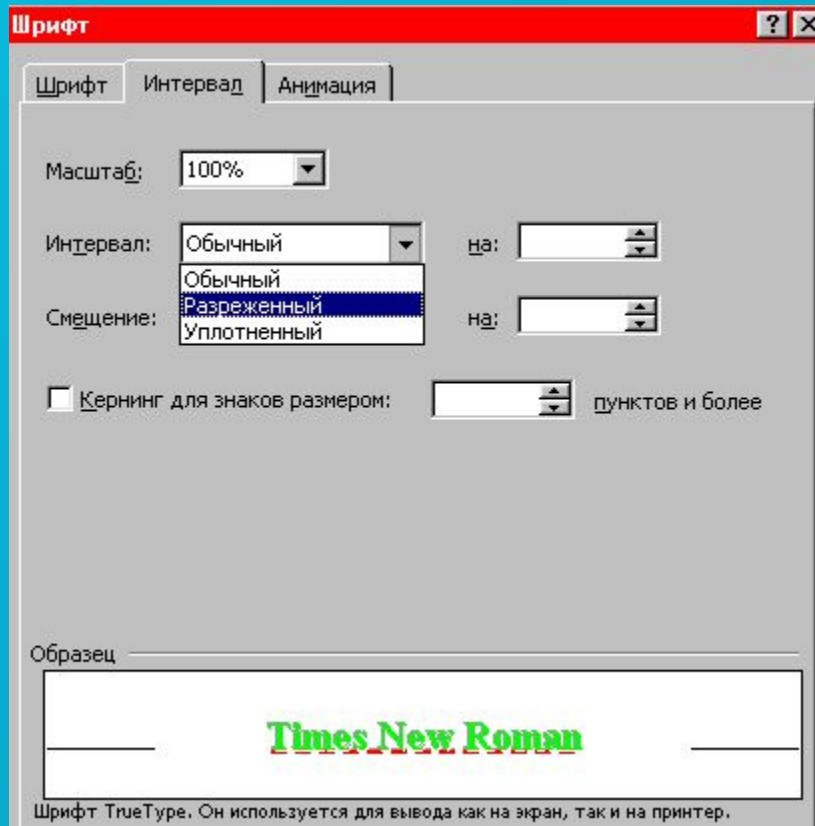 Шрифт
Шрифт Интервал Анимация
Масштаб: 100%
Интервал: Обычный на:
Обычный
Разреженный
Уплотненный
Смещение: на:
Кернинг для знаков размером: пунктов и более
Образец
Times New Roman
Шрифт TrueType. Он используется для вывода как на экран, так и на принтер.